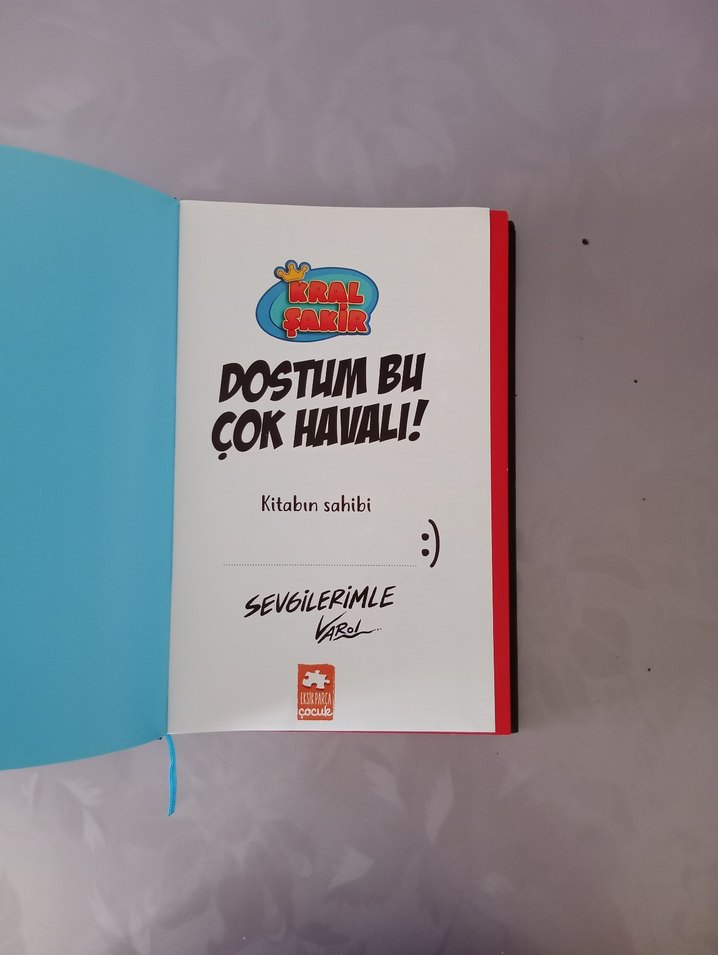 KRAL
ŞAKİR
DOSTUM BU
ÇOK HAVALI!
Kitabın sahibi
:)
SEVGİLERİMLE
VAROL...
EKSİK PARÇA
çocuk